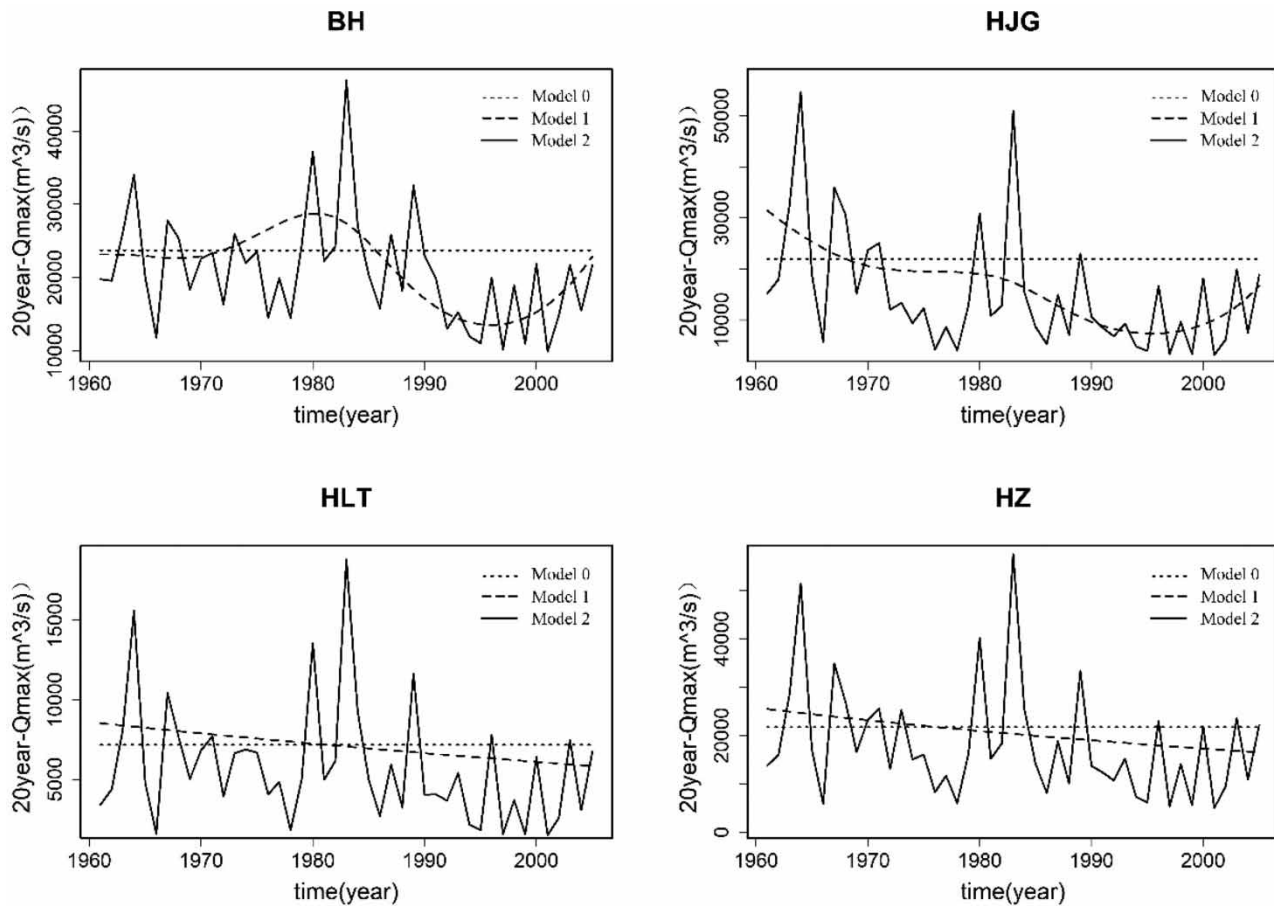 BH
20year-Qmax(m^3/s))
40000
30000
20000
10000
Model 0
Model 1
Model 2
1960 1970 1980 1990 2000
time(year)
HJG
20year-Qmax(m^3/s))
50000
30000
10000
Model 0
Model 1
Model 2
1960 1970 1980 1990 2000
time(year)
HLT
20year-Qmax(m^3/s))
15000
10000
5000
Model 0
Model 1
Model 2
1960 1970 1980 1990 2000
time(year)
HZ
20year-Qmax(m^3/s))
40000
20000
0
Model 0
Model 1
Model 2
1960 1970 1980 1990 2000
time(year)